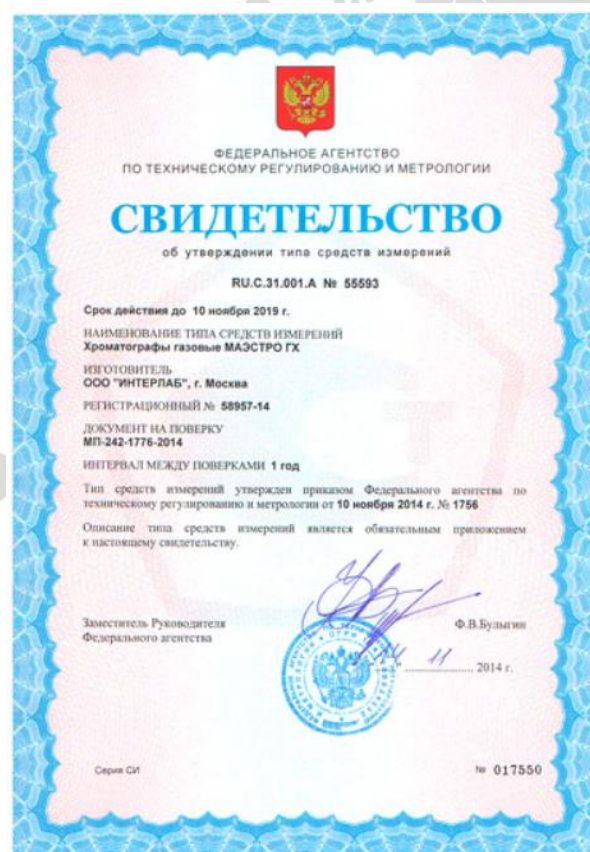 ФЕДЕРАЛЬНОЕ АГЕНТСТВО
ПО ТЕХНИЧЕСКОМУ РЕГУЛИРОВАНИЮ И МЕТРОЛОГИИ
СВИДЕТЕЛЬСТВО
об утверждении типа средств измерений
RU.C.31.001.A № 55593
Срок действия до 10 ноября 2019 г.
НАИМЕНОВАНИЕ ТИПА СРЕДСТВ ИЗМЕРЕНИЙ
Хроматографы газовые МАЭСТРО ГХ
ИЗГОТОВИТЕЛЬ
ООО "ИНТЕРЛАБ", г. Москва
РЕГИСТРАЦИОННЫЙ № 58957-14
ДОКУМЕНТ НА ПОВЕРКУ
МП-242-1776-2014
ИНТЕРВАЛ МЕЖДУ ПОВЕРКАМИ 1 год
Тип средств измерений утвержден приказом Федерального агентства по
техническому регулированию и метрологии от 10 ноября 2014 г. № 1756
Описание типа средств измерений является обязательным приложением
к настоящему свидетельству.
Заместитель Руководителя
Федерального агентства
Ф.В.Булыгин
11 2014 г.
Серия СИ
№ 017550